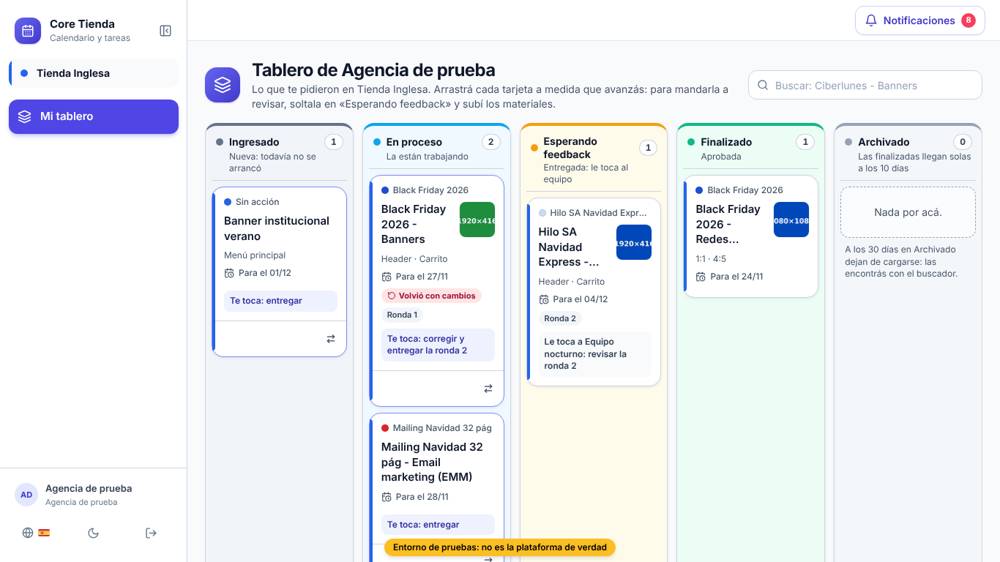 Core Tienda
Calendario y tareas
Tienda Inglesa
Mi tablero
AD
Agencia de prueba
Agencia de prueba
Notificaciones 8
Tablero de Agencia de prueba
Lo que te pidieron en Tienda Inglesa. Arrastrá cada tarjeta a medida que avanzás: para mandarla a
revisar, soltala en «Esperando feedback» y subí los materiales.
Buscar: Ciberlunes - Banners
Ingresado 1
Nueva: todavía no se
arrancó
Sin acción
Banner institucional
verano
Menú principal
Para el 01/12
Te toca: entregar
En proceso 2
La están trabajando
Black Friday 2026
Black Friday
2026 -
Banners
1920×416
Header · Carrito
Para el 27/11
Volvió con cambios
Ronda 1
Te toca: corregir y
entregar la ronda 2
Mailing Navidad 32 pág
Mailing Navidad 32
pág - Email
marketing (EMM)
Para el 28/11
Te toca: entregar
Esperando
feedback 1
Entregada: le toca al
equipo
Hilo SA Navidad Expr...
Hilo SA
Navidad
Express -...
1920×416
Header · Carrito
Para el 04/12
Ronda 2
Le toca a Equipo
nocturno: revisar la
ronda 2
Finalizado 1
Aprobada
Black Friday 2026
Black Friday
2026 -
Redes...
1:1 · 4:5
Para el 24/11
Archivado 0
Las finalizadas llegan solas
a los 10 días
Nada por acá.
A los 30 días en Archivado
dejan de cargarse: las
encontrás con el buscador.
Entorno de pruebas: no es la plataforma de verdad